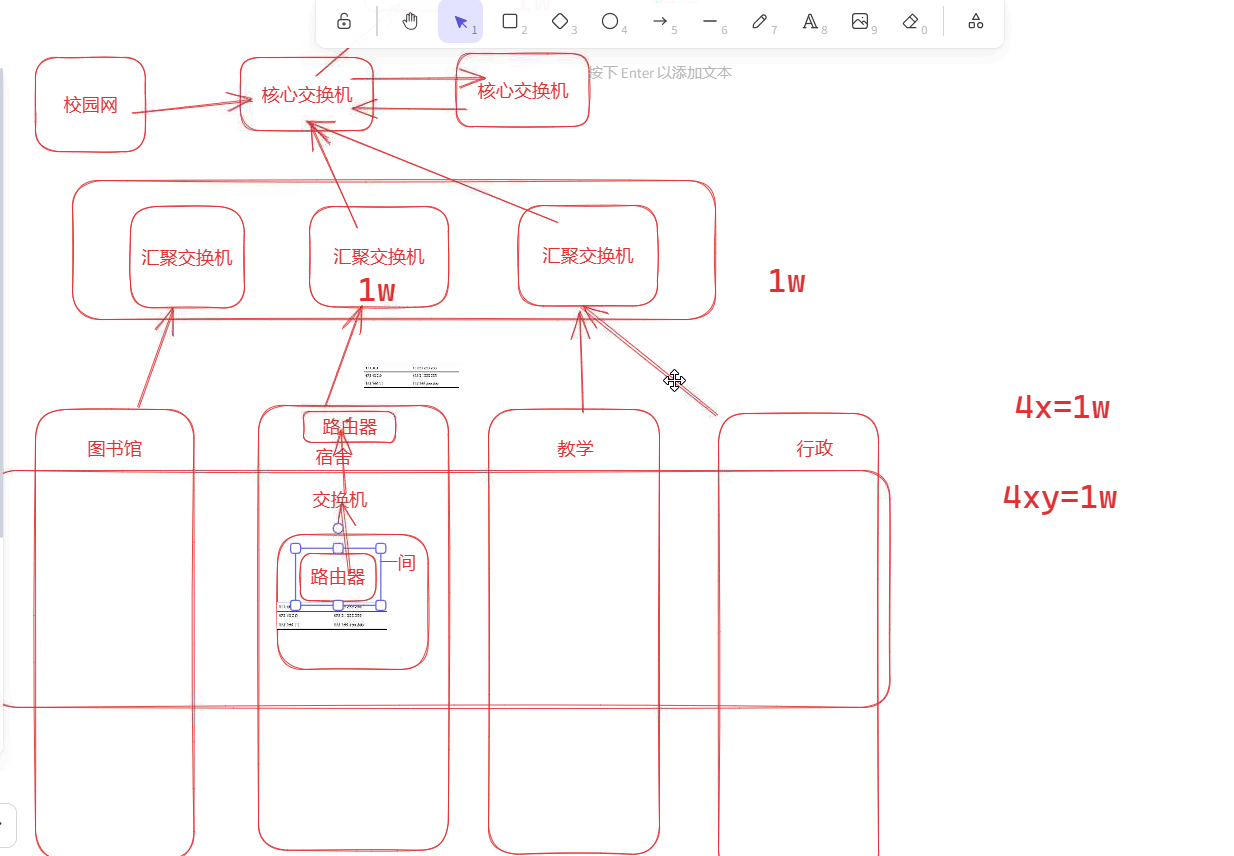 1
2
3
4
5
6
7
8
9
0
按下 Enter 以添加文本
校园网
核心交换机
核心交换机
汇聚交换机
汇聚交换机
汇聚交换机
1w
1w
4x=1w
路由器
图书馆
宿舍
教学
行政
交换机
4xy=1w
一间
路由器